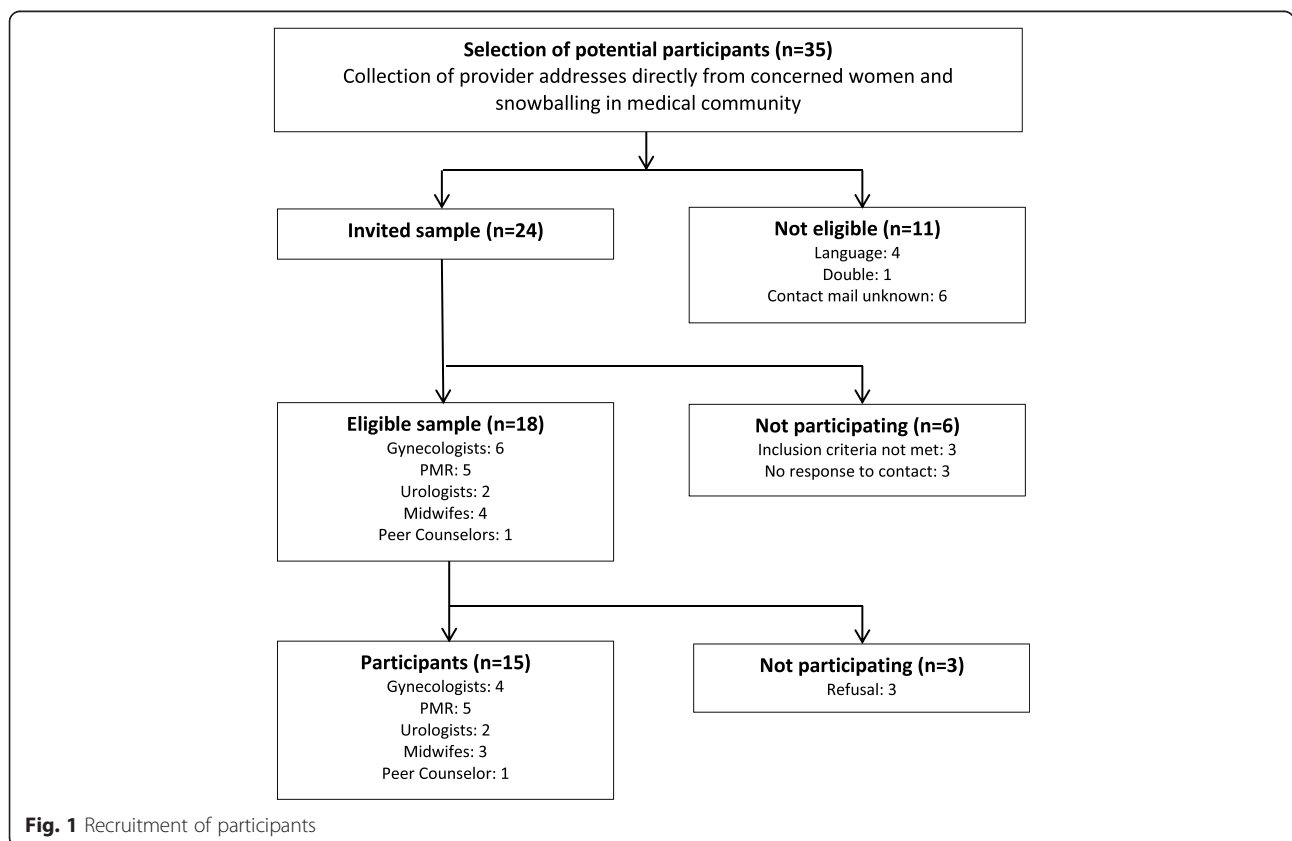 Selection of potential participants (n=35)
Collection of provider addresses directly from concerned women and
snowballing in medical community
Invited sample (n=24)
Not eligible (n=11)
Language: 4
Double: 1
Contact mail unknown: 6
Eligible sample (n=18)
Gynecologists: 6
PMR: 5
Urologists: 2
Midwifes: 4
Peer Counselors: 1
Not participating (n=6)
Inclusion criteria not met: 3
No response to contact: 3
Participants (n=15)
Gynecologists: 4
PMR: 5
Urologists: 2
Midwifes: 3
Peer Counselor: 1
Not participating (n=3)
Refusal: 3
Fig. 1 Recruitment of participants